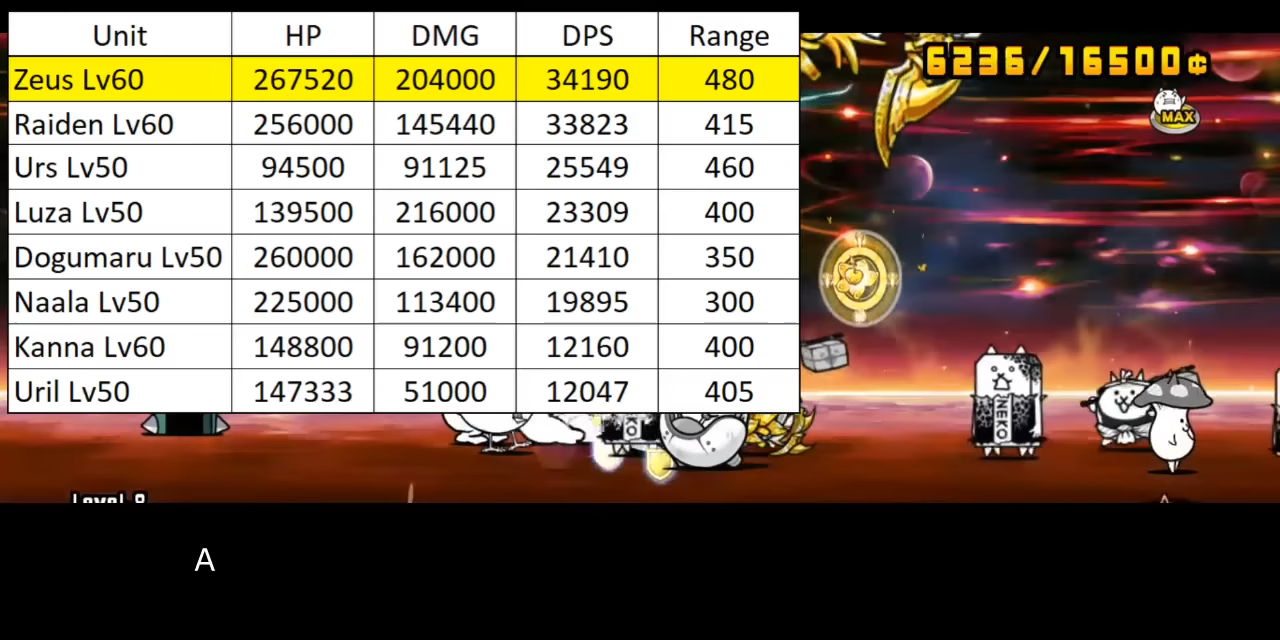 Unit HP DMG DPS Range
Zeus Lv60 267520 204000 34190 480
Raiden Lv60 256000 145440 33823 415
Urs Lv50 94500 91125 25549 460
Luza Lv50 139500 216000 23309 400
Dogumaru Lv50 260000 162000 21410 350
Naala Lv50 225000 113400 19895 300
Kanna Lv60 148800 91200 12160 400
Uril Lv50 147333 51000 12047 405
6236/16500¢
MAX
NEKO
A